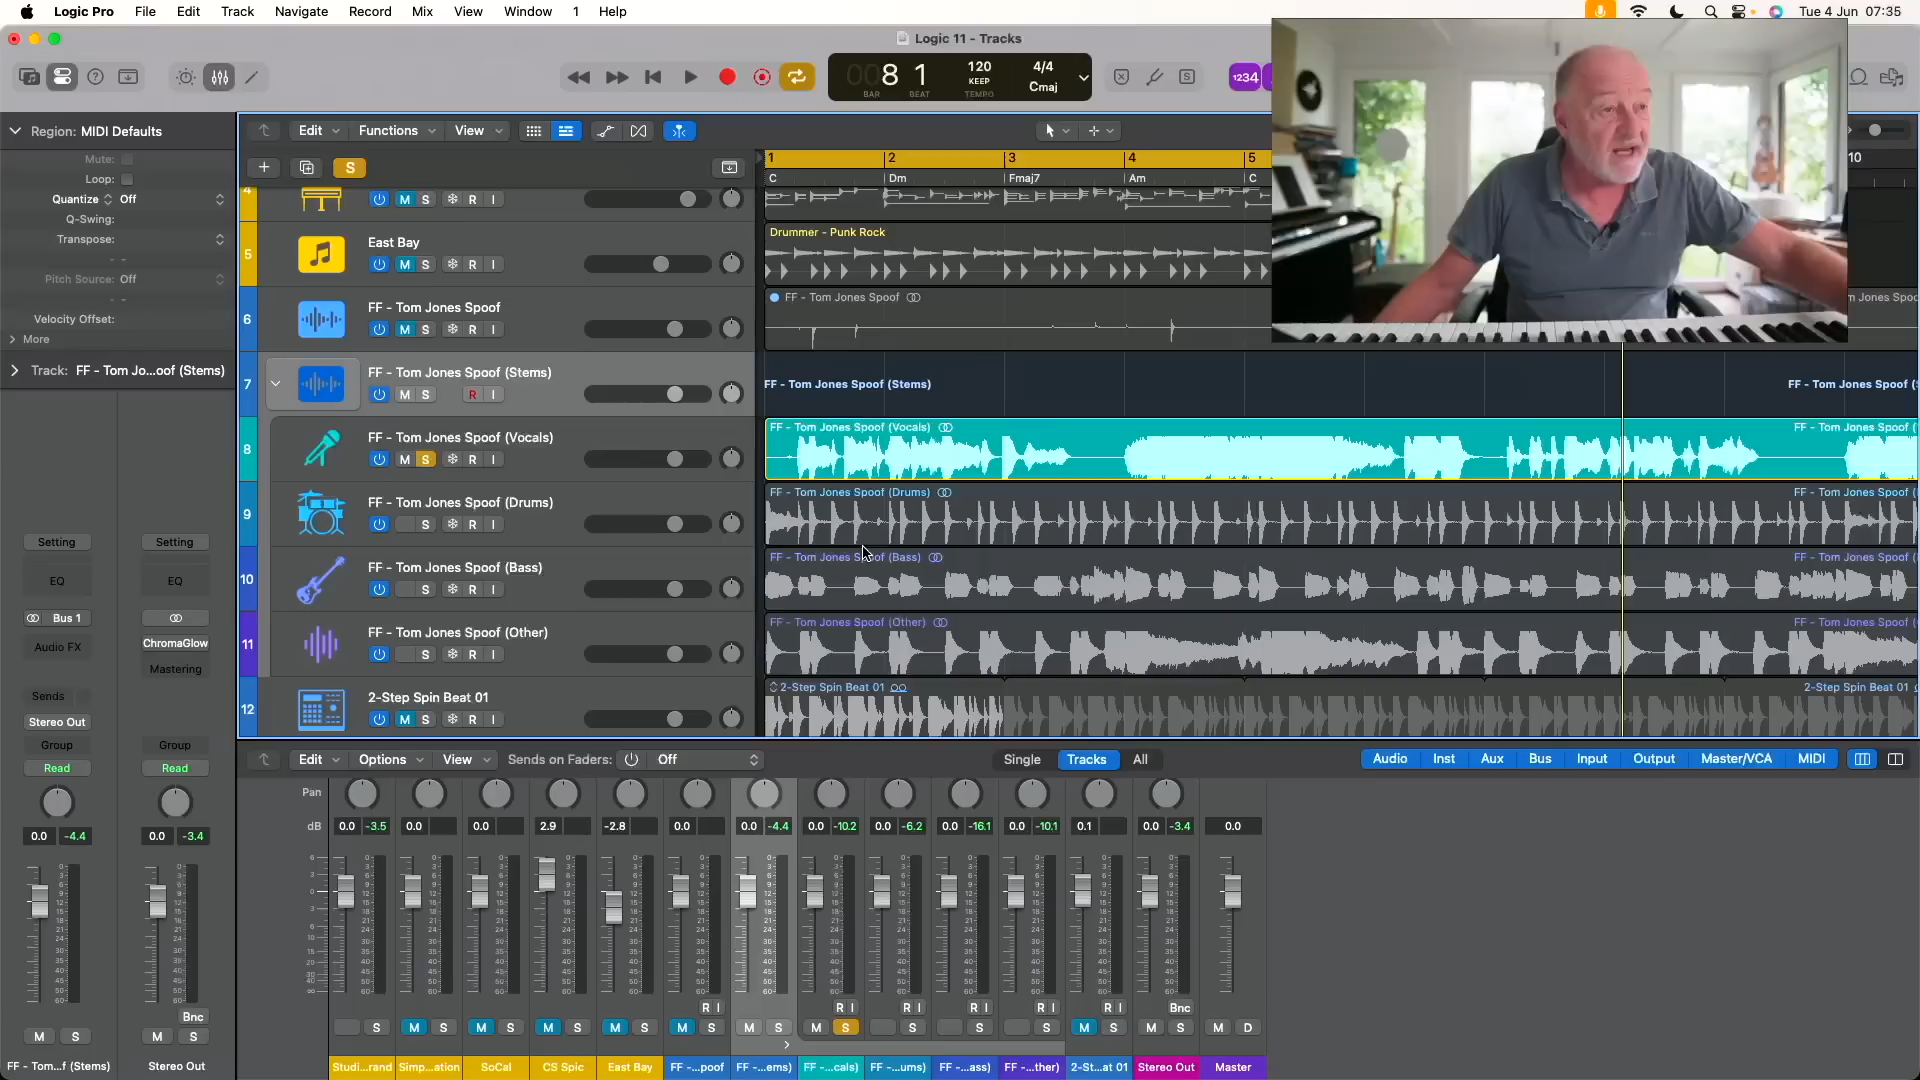 Logic Pro File Edit Track Navigate Record Mix View Window 1 Help
Tue 4 Jun 07:35
Logic 11 - Tracks
8 1
BAR BEAT
120
KEEP
TEMPO
4/4
Cmaj
S
1234
Region: MIDI Defaults
Mute:
Loop:
Quantize Off
Q-Swing:
Transpose:
Pitch Source: Off
Velocity Offset:
More
Track: FF - Tom Jo...oof (Stems)
Edit Functions View
S
1 2 3 4 5 10
C Dm Fmaj7 Am C
4
M S R I
5
East Bay
M S R I
Drummer - Punk Rock
6
FF - Tom Jones Spoof
M S R I
FF - Tom Jones Spoof
m Jones Spoo
7
FF - Tom Jones Spoof (Stems)
M S R I
FF - Tom Jones Spoof (Stems)
FF - Tom Jones Spoof (
8
FF - Tom Jones Spoof (Vocals)
M S R I
FF - Tom Jones Spoof (Vocals)
FF - Tom Jones Spoof (
9
FF - Tom Jones Spoof (Drums)
S R I
FF - Tom Jones Spoof (Drums)
FF - Tom Jones Spoof (
10
FF - Tom Jones Spoof (Bass)
S R I
FF - Tom Jones Spoof (Bass)
FF - Tom Jones Spoof (
11
FF - Tom Jones Spoof (Other)
S R I
FF - Tom Jones Spoof (Other)
FF - Tom Jones Spoof (
12
2-Step Spin Beat 01
M S R I
2-Step Spin Beat 01
2-Step Spin Beat 01
Setting Setting
EQ EQ
Bus 1
Audio FX ChromaGlow
Mastering
Sends
Stereo Out
Group Group
Read Read
0.0 -4.4 0.0 -3.4
Bnc
M S M S
FF - Tom...f (Stems) Stereo Out
Edit Options View Sends on Faders: Off Single Tracks All Audio Inst Aux Bus Input Output Master/VCA MIDI
Pan
dB 0.0 -3.5 0.0 0.0 2.9 -2.8 0.0 0.0 -4.4 0.0 -10.2 0.0 -6.2 0.0 -16.1 0.0 -10.1 0.1 0.0 -3.4 0.0
R I R I R I R I R I R I Bnc
S M S M S M S M S M S M S M S S S S M S M S M D
Studi...rand Simp...ation SoCal CS Spic East Bay FF -...poof FF -...ems) FF -...cals) FF -...ums) FF -...ass) FF -...ther) 2-St...at 01 Stereo Out Master